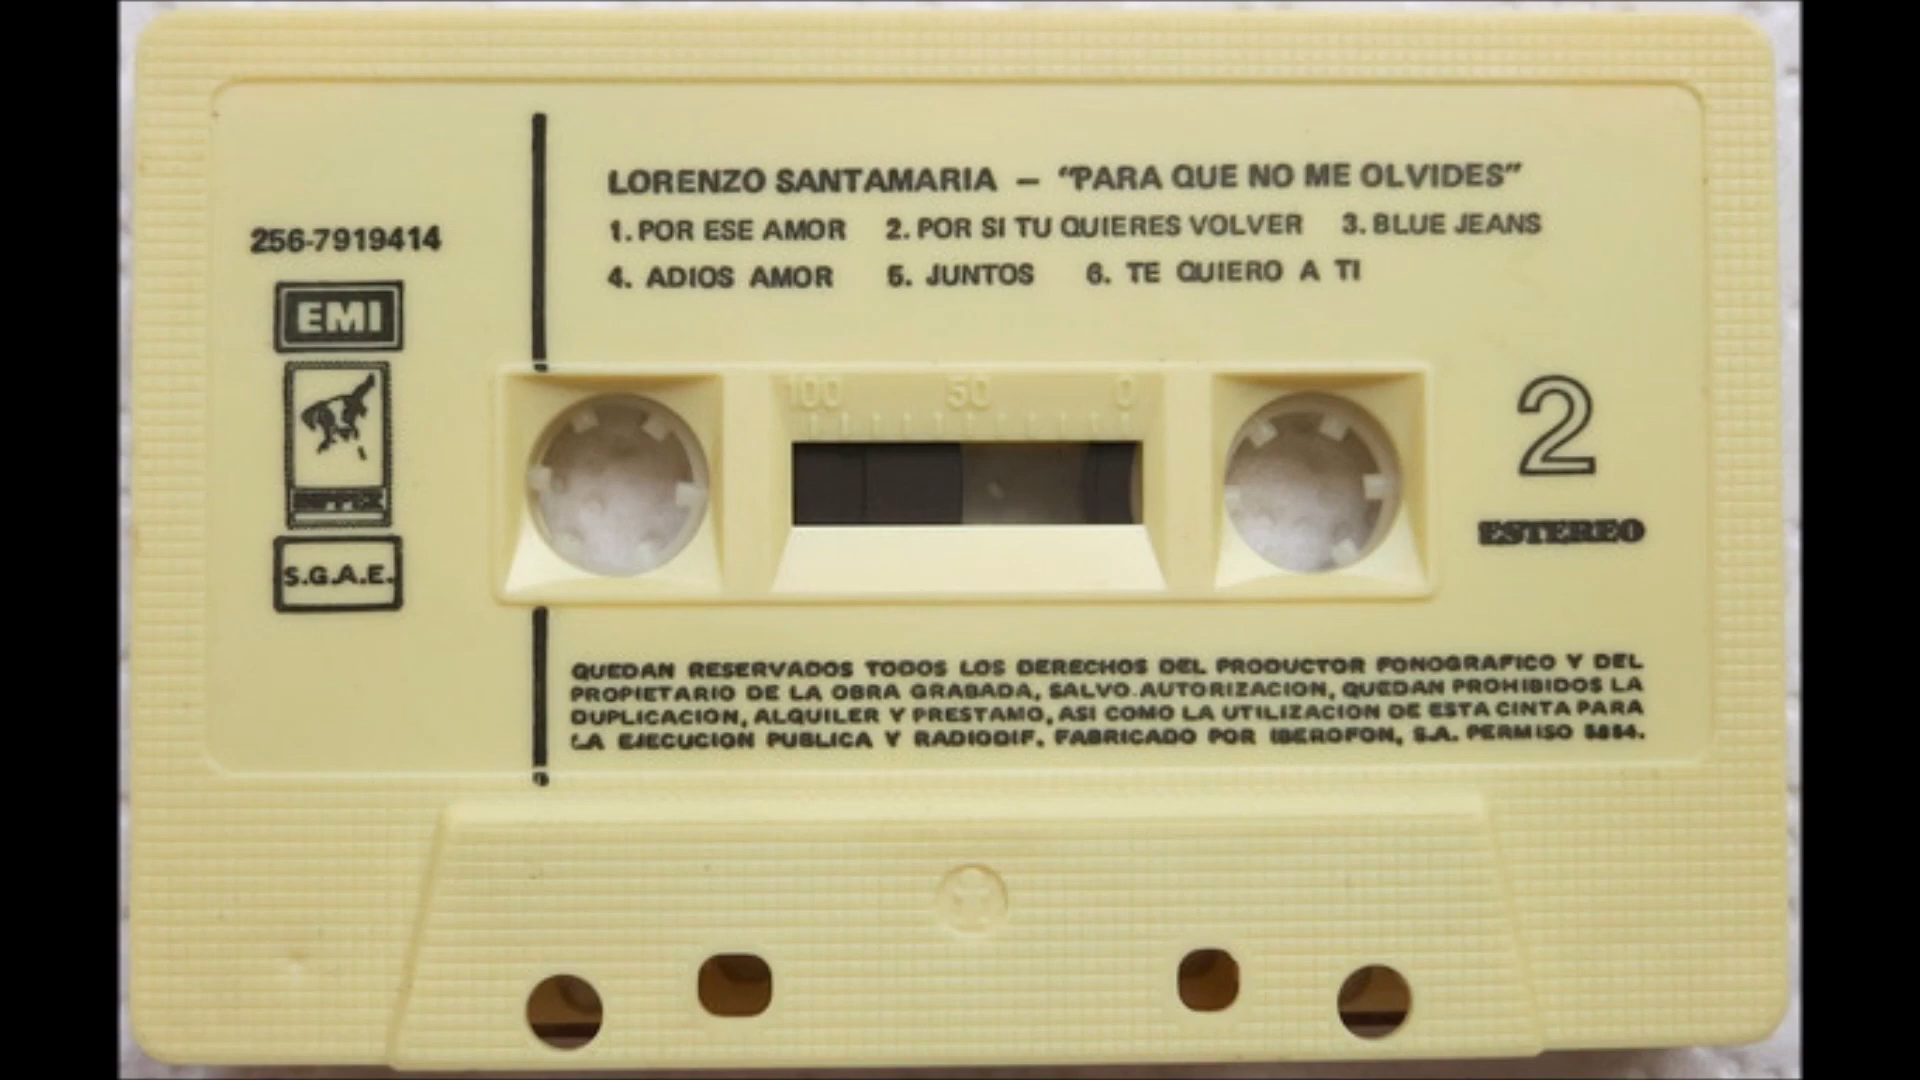 LORENZO SANTAMARIA – "PARA QUE NO ME OLVIDES"
1. POR ESE AMOR 2. POR SI TU QUIERES VOLVER 3. BLUE JEANS
4. ADIOS AMOR 5. JUNTOS 6. TE QUIERO A TI
256-7919414
EMI
S.G.A.E.
100 50 0
2
ESTEREO
QUEDAN RESERVADOS TODOS LOS DERECHOS DEL PRODUCTOR FONOGRAFICO Y DEL
PROPIETARIO DE LA OBRA GRABADA, SALVO AUTORIZACION, QUEDAN PROHIBIDOS LA
DUPLICACION, ALQUILER Y PRESTAMO, ASI COMO LA UTILIZACION DE ESTA CINTA PARA
LA EJECUCION PUBLICA Y RADIODIF. FABRICADO POR IBEROFON, S.A. PERMISO